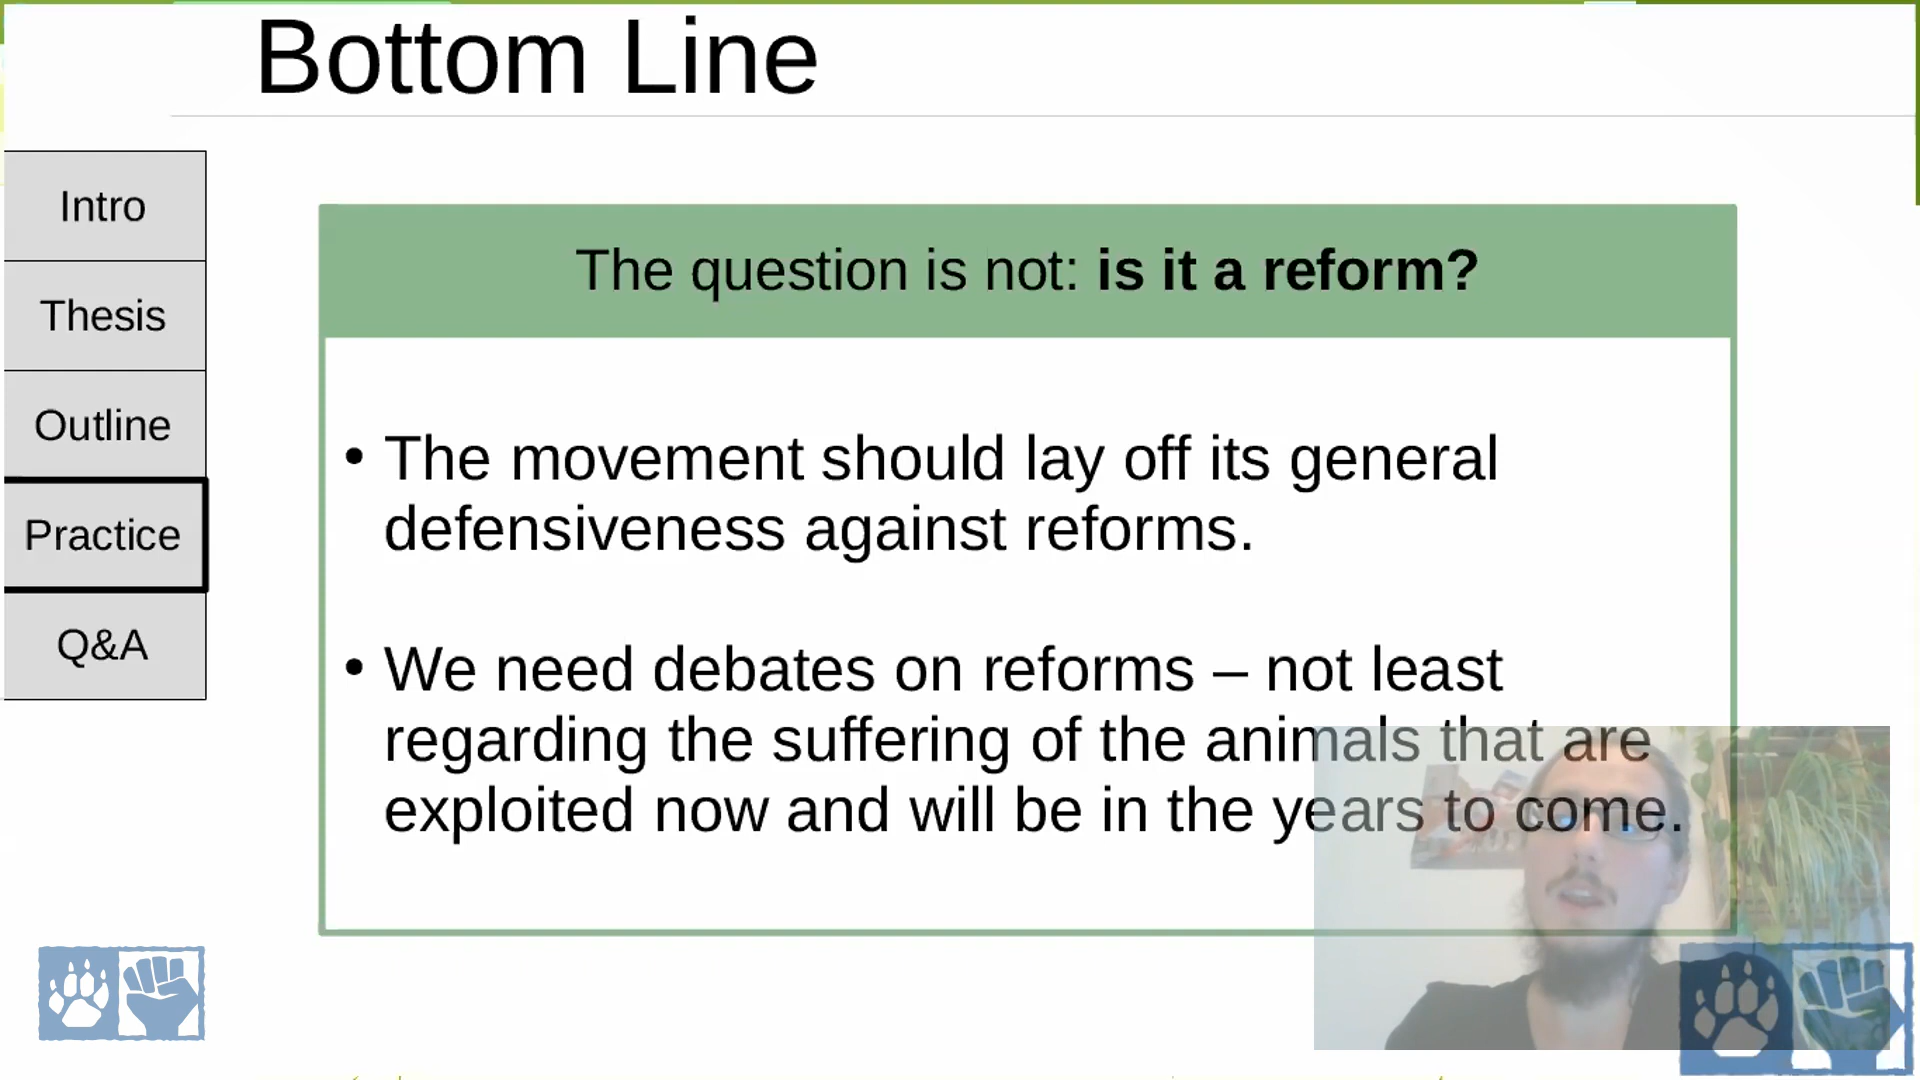 Bottom Line
Intro
Thesis
Outline
Practice
Q&A
The question is not: is it a reform?
• The movement should lay off its general
defensiveness against reforms.
• We need debates on reforms – not least
regarding the suffering of the animals that are
exploited now and will be in the years to come.